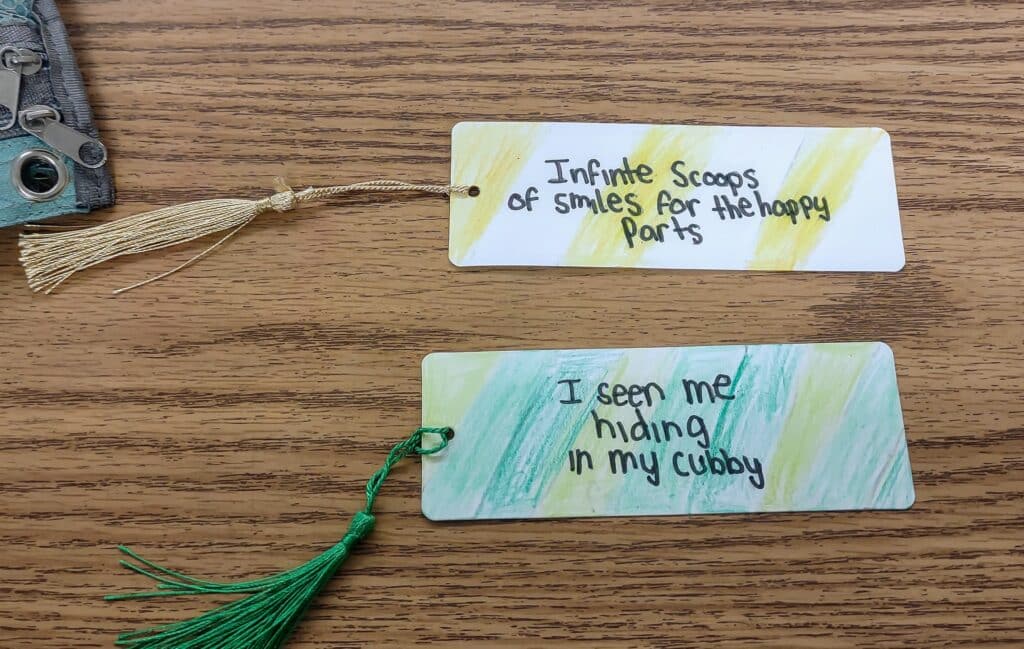 Infinte Scoops
of smiles for the happy
Parts
I seen me
hiding
in my cubby